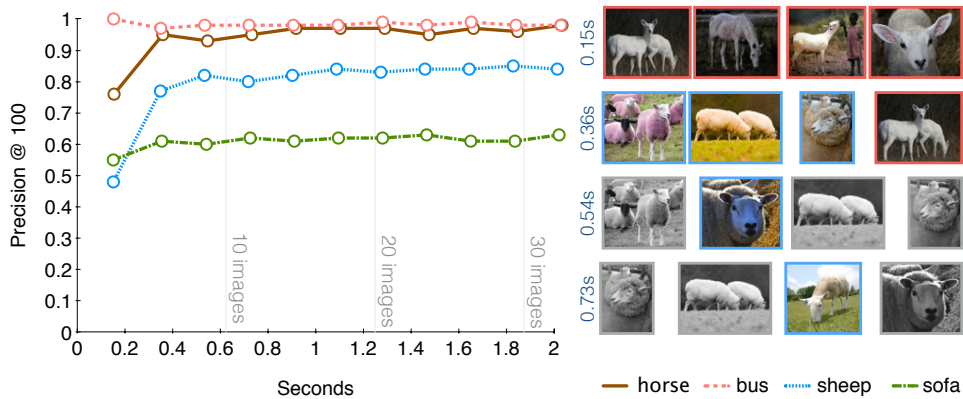 1
0.9
0.8
0.7
0.6
0.5
0.4
0.3
0.2
0.1
0
Precision @ 100
0 0.2 0.4 0.6 0.8 1 1.2 1.4 1.6 1.8 2
Seconds
10 images
20 images
30 images
0.15s
0.36s
0.54s
0.73s
horse bus sheep sofa